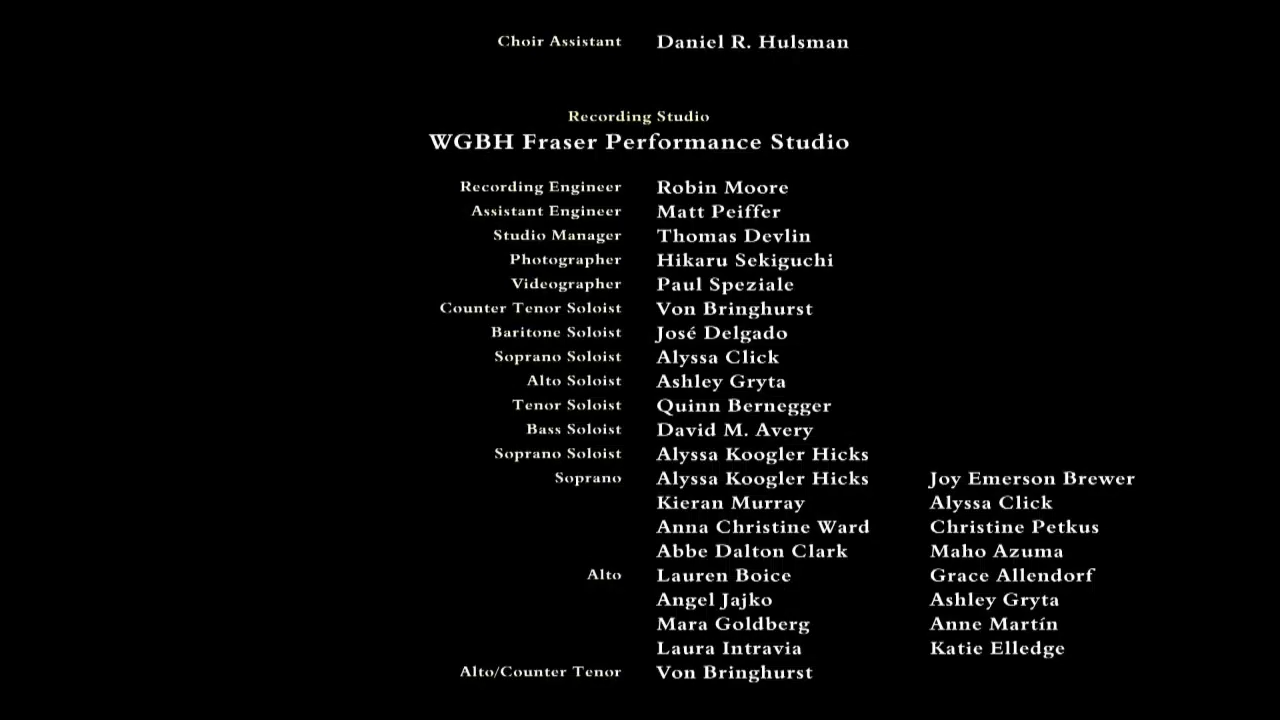 Choir Assistant Daniel R. Hulsman
Recording Studio
WGBH Fraser Performance Studio
Recording Engineer Robin Moore
Assistant Engineer Matt Peiffer
Studio Manager Thomas Devlin
Photographer Hikaru Sekiguchi
Videographer Paul Speziale
Counter Tenor Soloist Von Bringhurst
Baritone Soloist José Delgado
Soprano Soloist Alyssa Click
Alto Soloist Ashley Gryta
Tenor Soloist Quinn Bernegger
Bass Soloist David M. Avery
Soprano Soloist Alyssa Koogler Hicks
Soprano Alyssa Koogler Hicks Joy Emerson Brewer
Kieran Murray Alyssa Click
Anna Christine Ward Christine Petkus
Abbe Dalton Clark Maho Azuma
Alto Lauren Boice Grace Allendorf
Angel Jajko Ashley Gryta
Mara Goldberg Anne Martín
Laura Intravia Katie Elledge
Alto/Counter Tenor Von Bringhurst